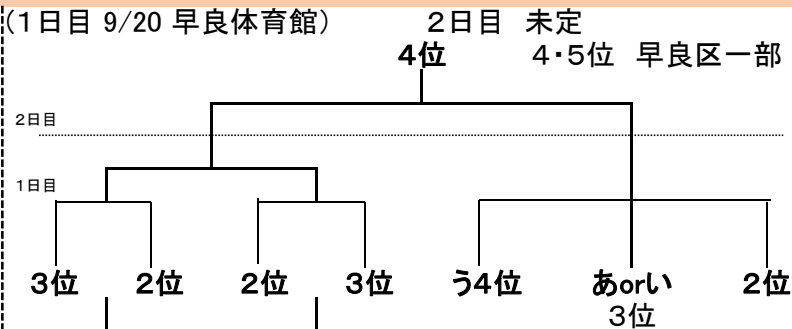 (1日目 9/20 早良体育館) 2日目 未定
4位 4・5位 早良区一部
2日目
1日目
3位 2位 2位 3位 う4位 あorい 2位
3位